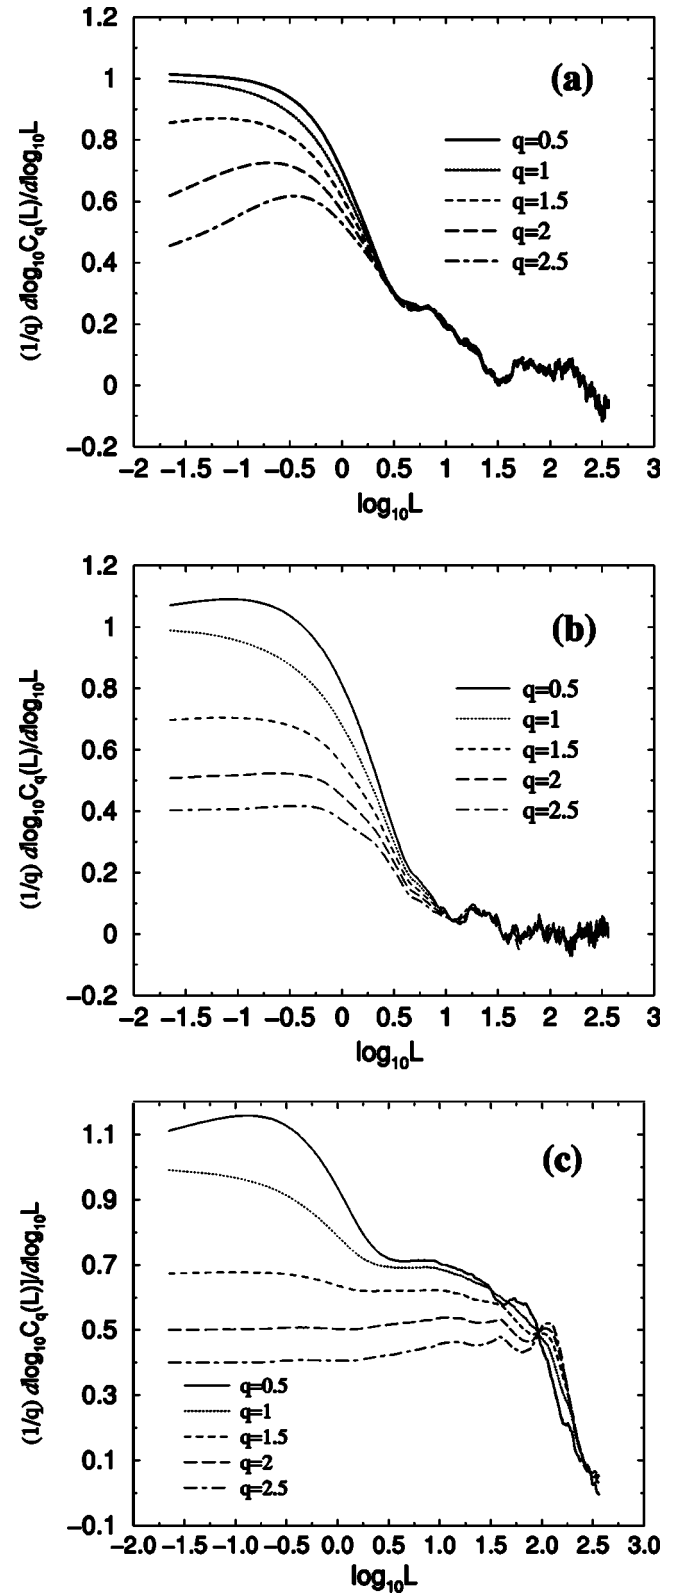 1.2
1
0.8
0.6
0.4
0.2
0
−0.2
(1/q) dlog₁₀C_q(L)/dlog₁₀L
(a)
q=0.5
q=1
q=1.5
q=2
q=2.5
−2 −1.5 −1 −0.5 0 0.5 1 1.5 2 2.5 3
log₁₀L
1.2
1
0.8
0.6
0.4
0.2
0
−0.2
(1/q) dlog₁₀C_q(L)/dlog₁₀L
(b)
q=0.5
q=1
q=1.5
q=2
q=2.5
−2 −1.5 −1 −0.5 0 0.5 1 1.5 2 2.5 3
log₁₀L
1.1
0.9
0.7
0.5
0.3
0.1
−0.1
(1/q) dlog₁₀C_q(L)]/dlog₁₀L
(c)
q=0.5
q=1
q=1.5
q=2
q=2.5
−2.0 −1.5 −1.0 −0.5 0.0 0.5 1.0 1.5 2.0 2.5 3.0
log₁₀L